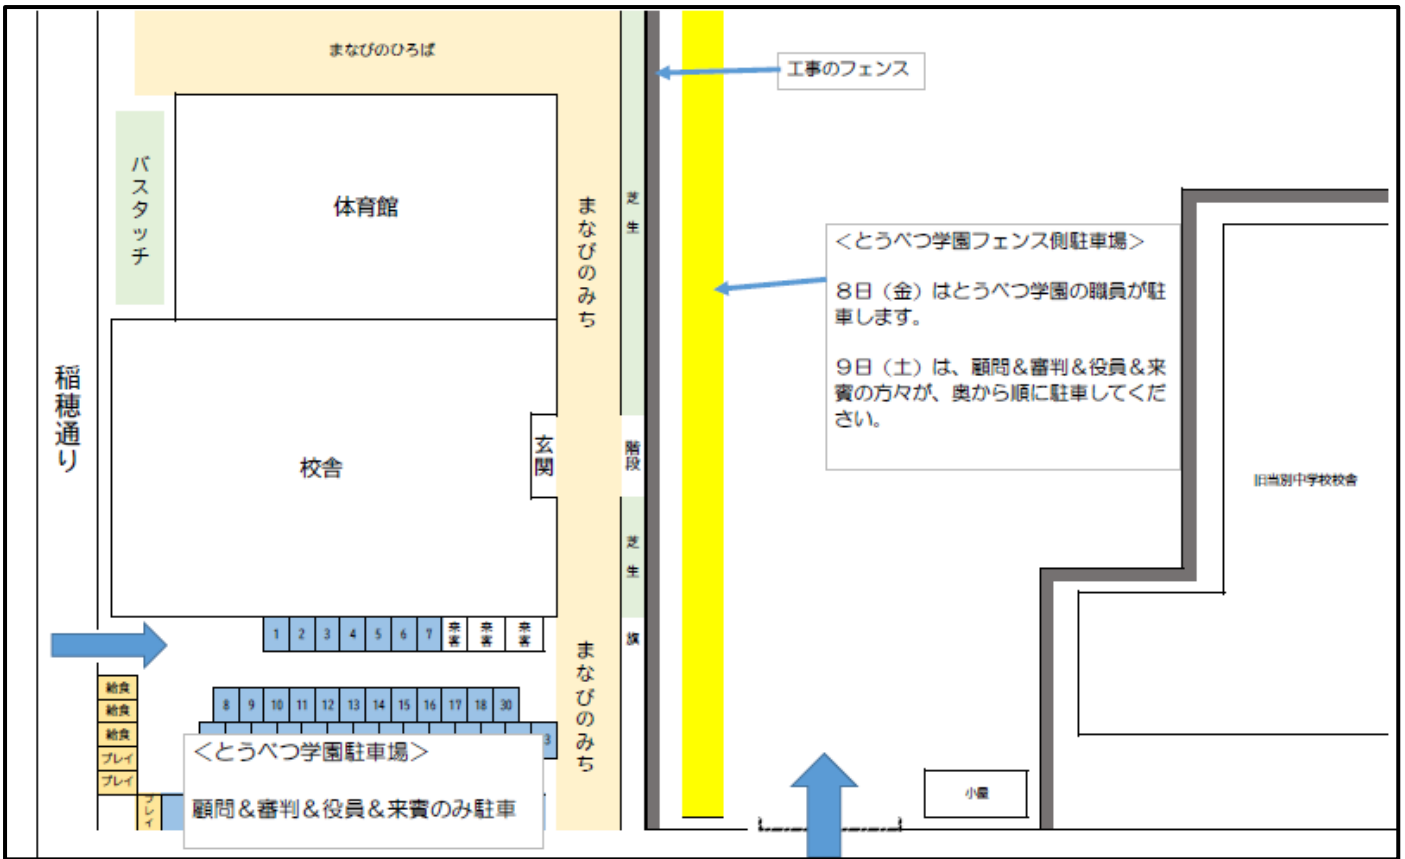 まなびのひろば
工事のフェンス
バスタッチ
体育館
まなびのみち
芝生
＜とうべつ学園フェンス側駐車場＞
８日（金）はとうべつ学園の職員が駐
車します。
９日（土）は、顧問＆審判＆役員＆来
賓の方々が、奥から順に駐車してくだ
さい。
稲穂通り
校舎
玄関
階段
旧当別中学校校舎
芝生
1 2 3 4 5 6 7 来客 来客 来客
旗
まなびのみち
給食
給食
給食
プレイ
プレイ
プレイ
8 9 10 11 12 13 14 15 16 17 18 30
3
＜とうべつ学園駐車場＞
顧問＆審判＆役員＆来賓のみ駐車
小屋